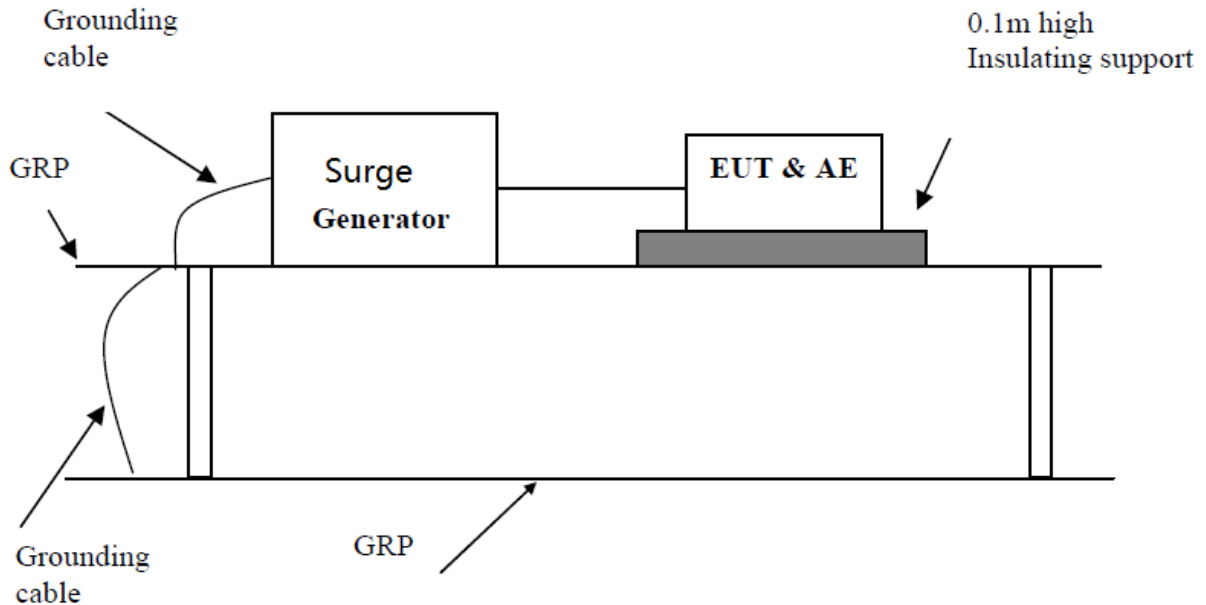 Grounding
cable
0.1m high
Insulating support
GRP
Surge
Generator
EUT & AE
Grounding
cable
GRP